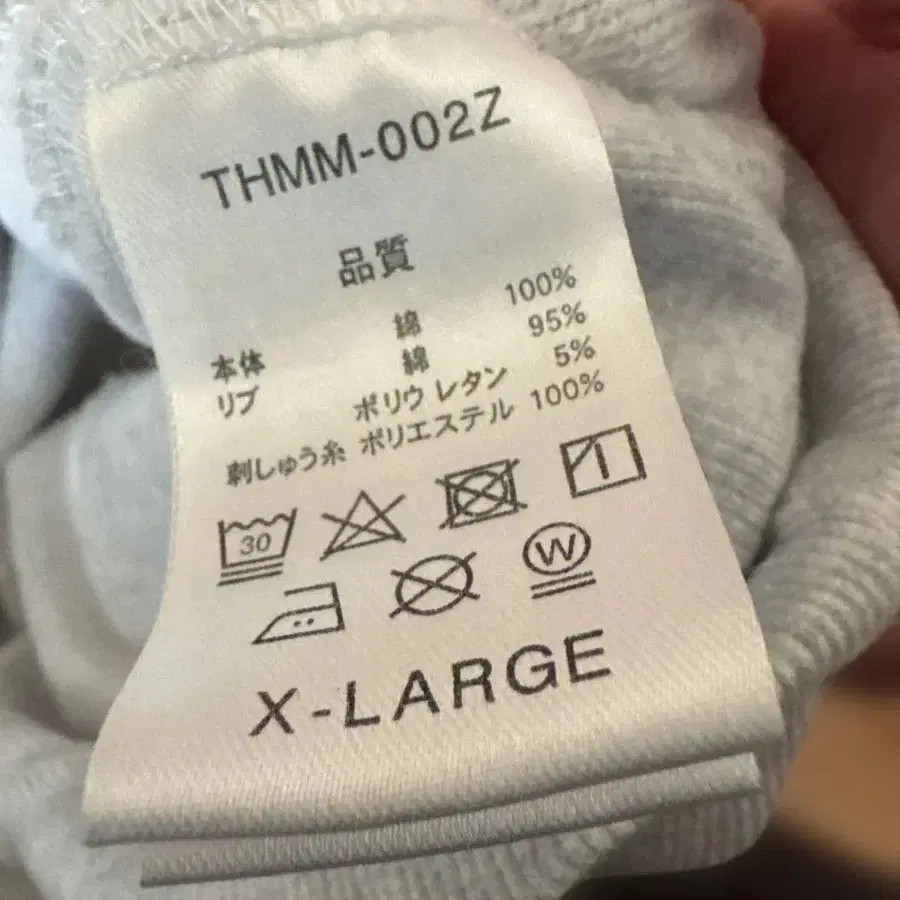 THMM-002Z
品質
本体 綿 100%
リブ 綿 95%
ポリウレタン 5%
刺しゅう糸 ポリエステル 100%
30
W
X-LARGE